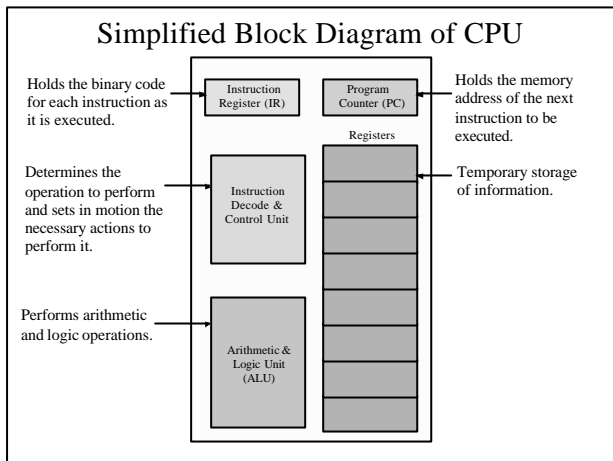 Simplified Block Diagram of CPU
Holds the binary code
for each instruction as
it is executed.
Instruction
Register (IR)
Program
Counter (PC)
Holds the memory
address of the next
instruction to be
executed.
Registers
Temporary storage
of information.
Determines the
operation to perform
and sets in motion the
necessary actions to
perform it.
Instruction
Decode &
Control Unit
Performs arithmetic
and logic operations.
Arithmetic &
Logic Unit
(ALU)